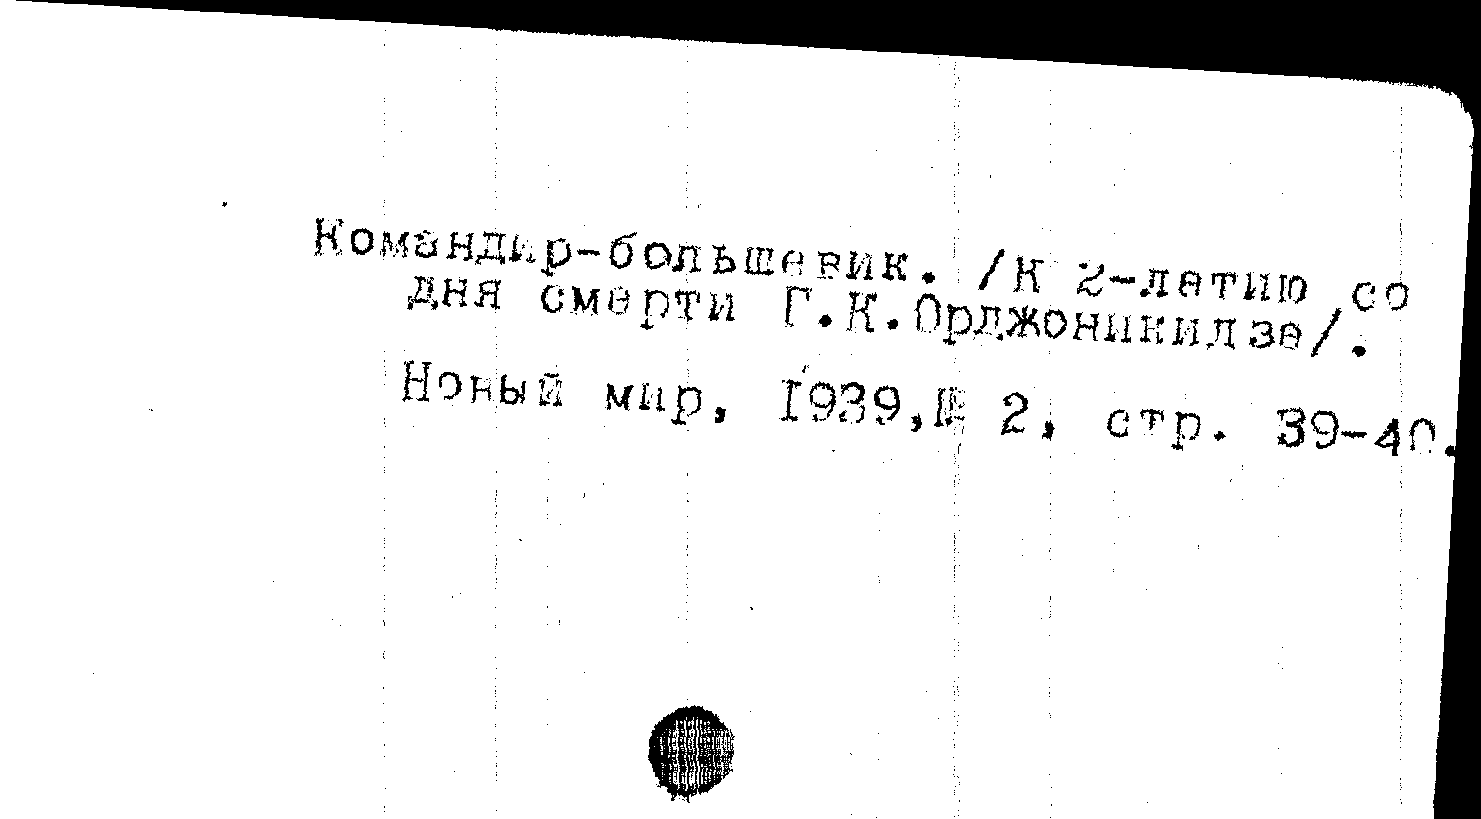 Командир-большевик. /К 2-летию со
дня смерти Г.К.Орджоникидзе/.
Новый мир, 1939,№ 2, стр. 39-40.